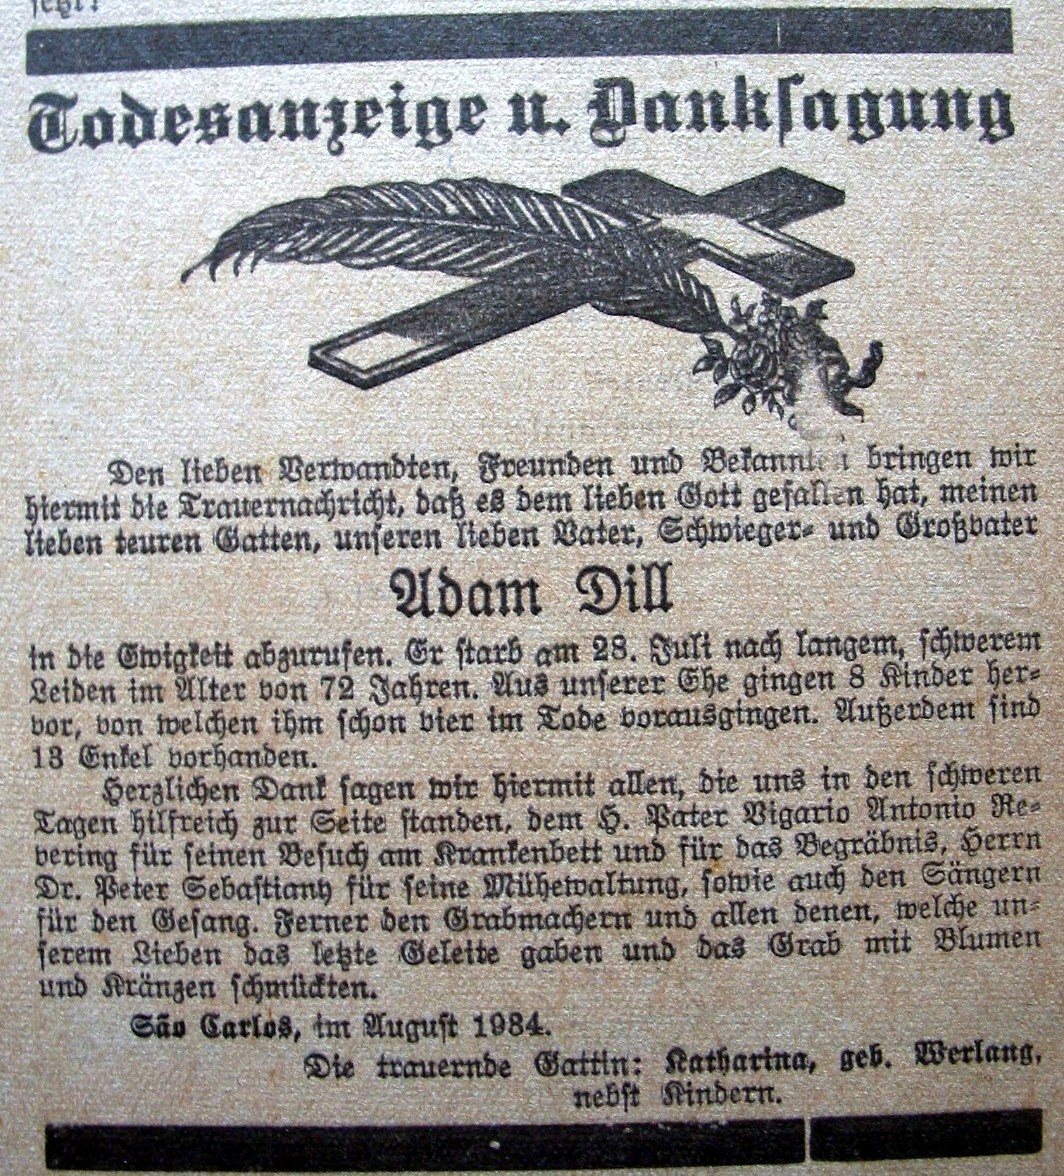 Todesanzeige u. Danksagung
Den lieben Verwandten, Freunden und Bekannten bringen wir
hiermit die Trauernachricht, daß es dem lieben Gott gefallen hat, meinen
lieben teuren Gatten, unseren lieben Vater, Schwieger- und Großvater
Adam Dill
in die Ewigkeit abzurufen. Er starb am 28. Juli nach langem, schwerem
Leiden im Alter von 72 Jahren. Aus unserer Ehe gingen 8 Kinder her-
vor, von welchen ihm schon vier im Tode vorausgingen. Außerdem sind
13 Enkel vorhanden.
Herzlichen Dank sagen wir hiermit allen, die uns in den schweren
Tagen hilfreich zur Seite standen, dem H. Pater Vigario Antonio Re-
vering für seinen Besuch am Krankenbett und für das Begräbnis, Herrn
Dr. Peter Sebastiany für seine Mühewaltung, sowie auch den Sängern
für den Gesang. Ferner den Grabmachern und allen denen, welche un-
serem Lieben das letzte Geleite gaben und das Grab mit Blumen
und Kränzen schmückten.
São Carlos, im August 1934.
Die trauernde Gattin: Katharina, geb. Werlang,
nebst Kindern.